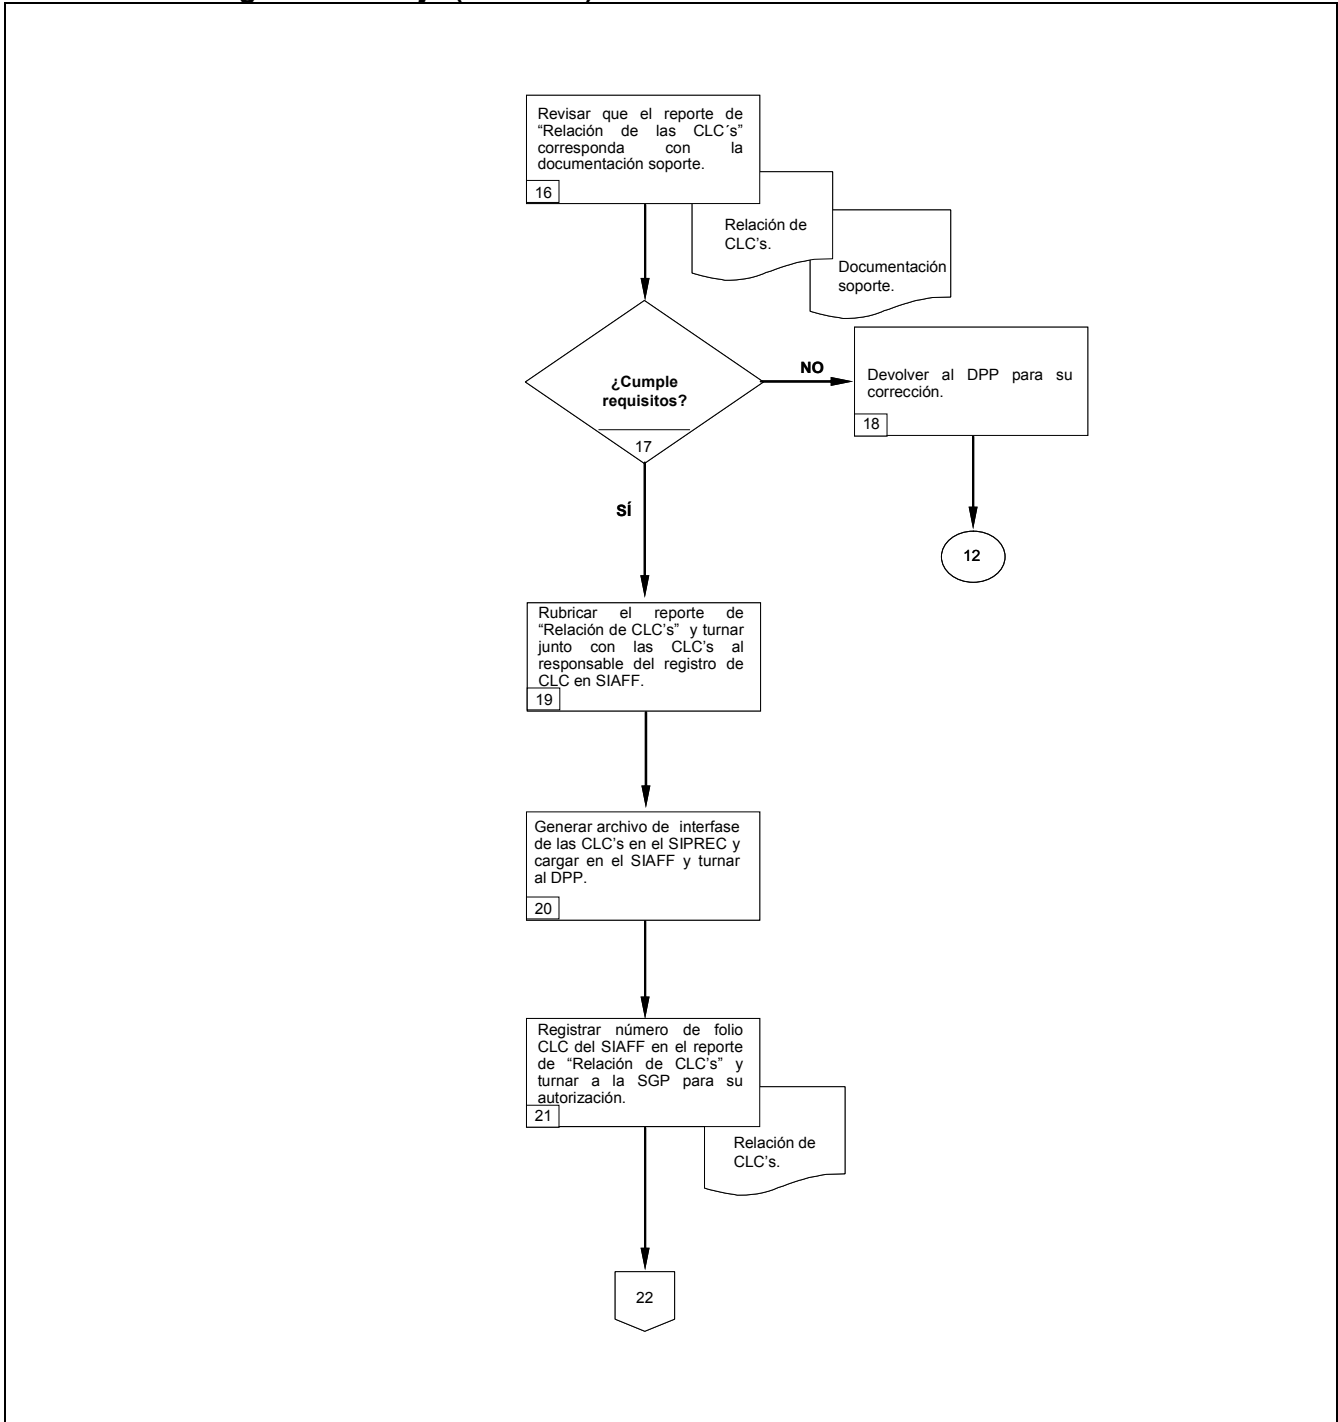 Revisar que el reporte de
“Relación de las CLC´s”
corresponda con la
documentación soporte.
16
Relación de
CLC’s.
Documentación
soporte.
¿Cumple
requisitos?
17
NO
Devolver al DPP para su
corrección.
18
12
SÍ
Rubricar el reporte de
“Relación de CLC’s” y turnar
junto con las CLC’s al
responsable del registro de
CLC en SIAFF.
19
Generar archivo de interfase
de las CLC’s en el SIPREC y
cargar en el SIAFF y turnar
al DPP.
20
Registrar número de folio
CLC del SIAFF en el reporte
de “Relación de CLC’s” y
turnar a la SGP para su
autorización.
21
Relación de
CLC’s.
22